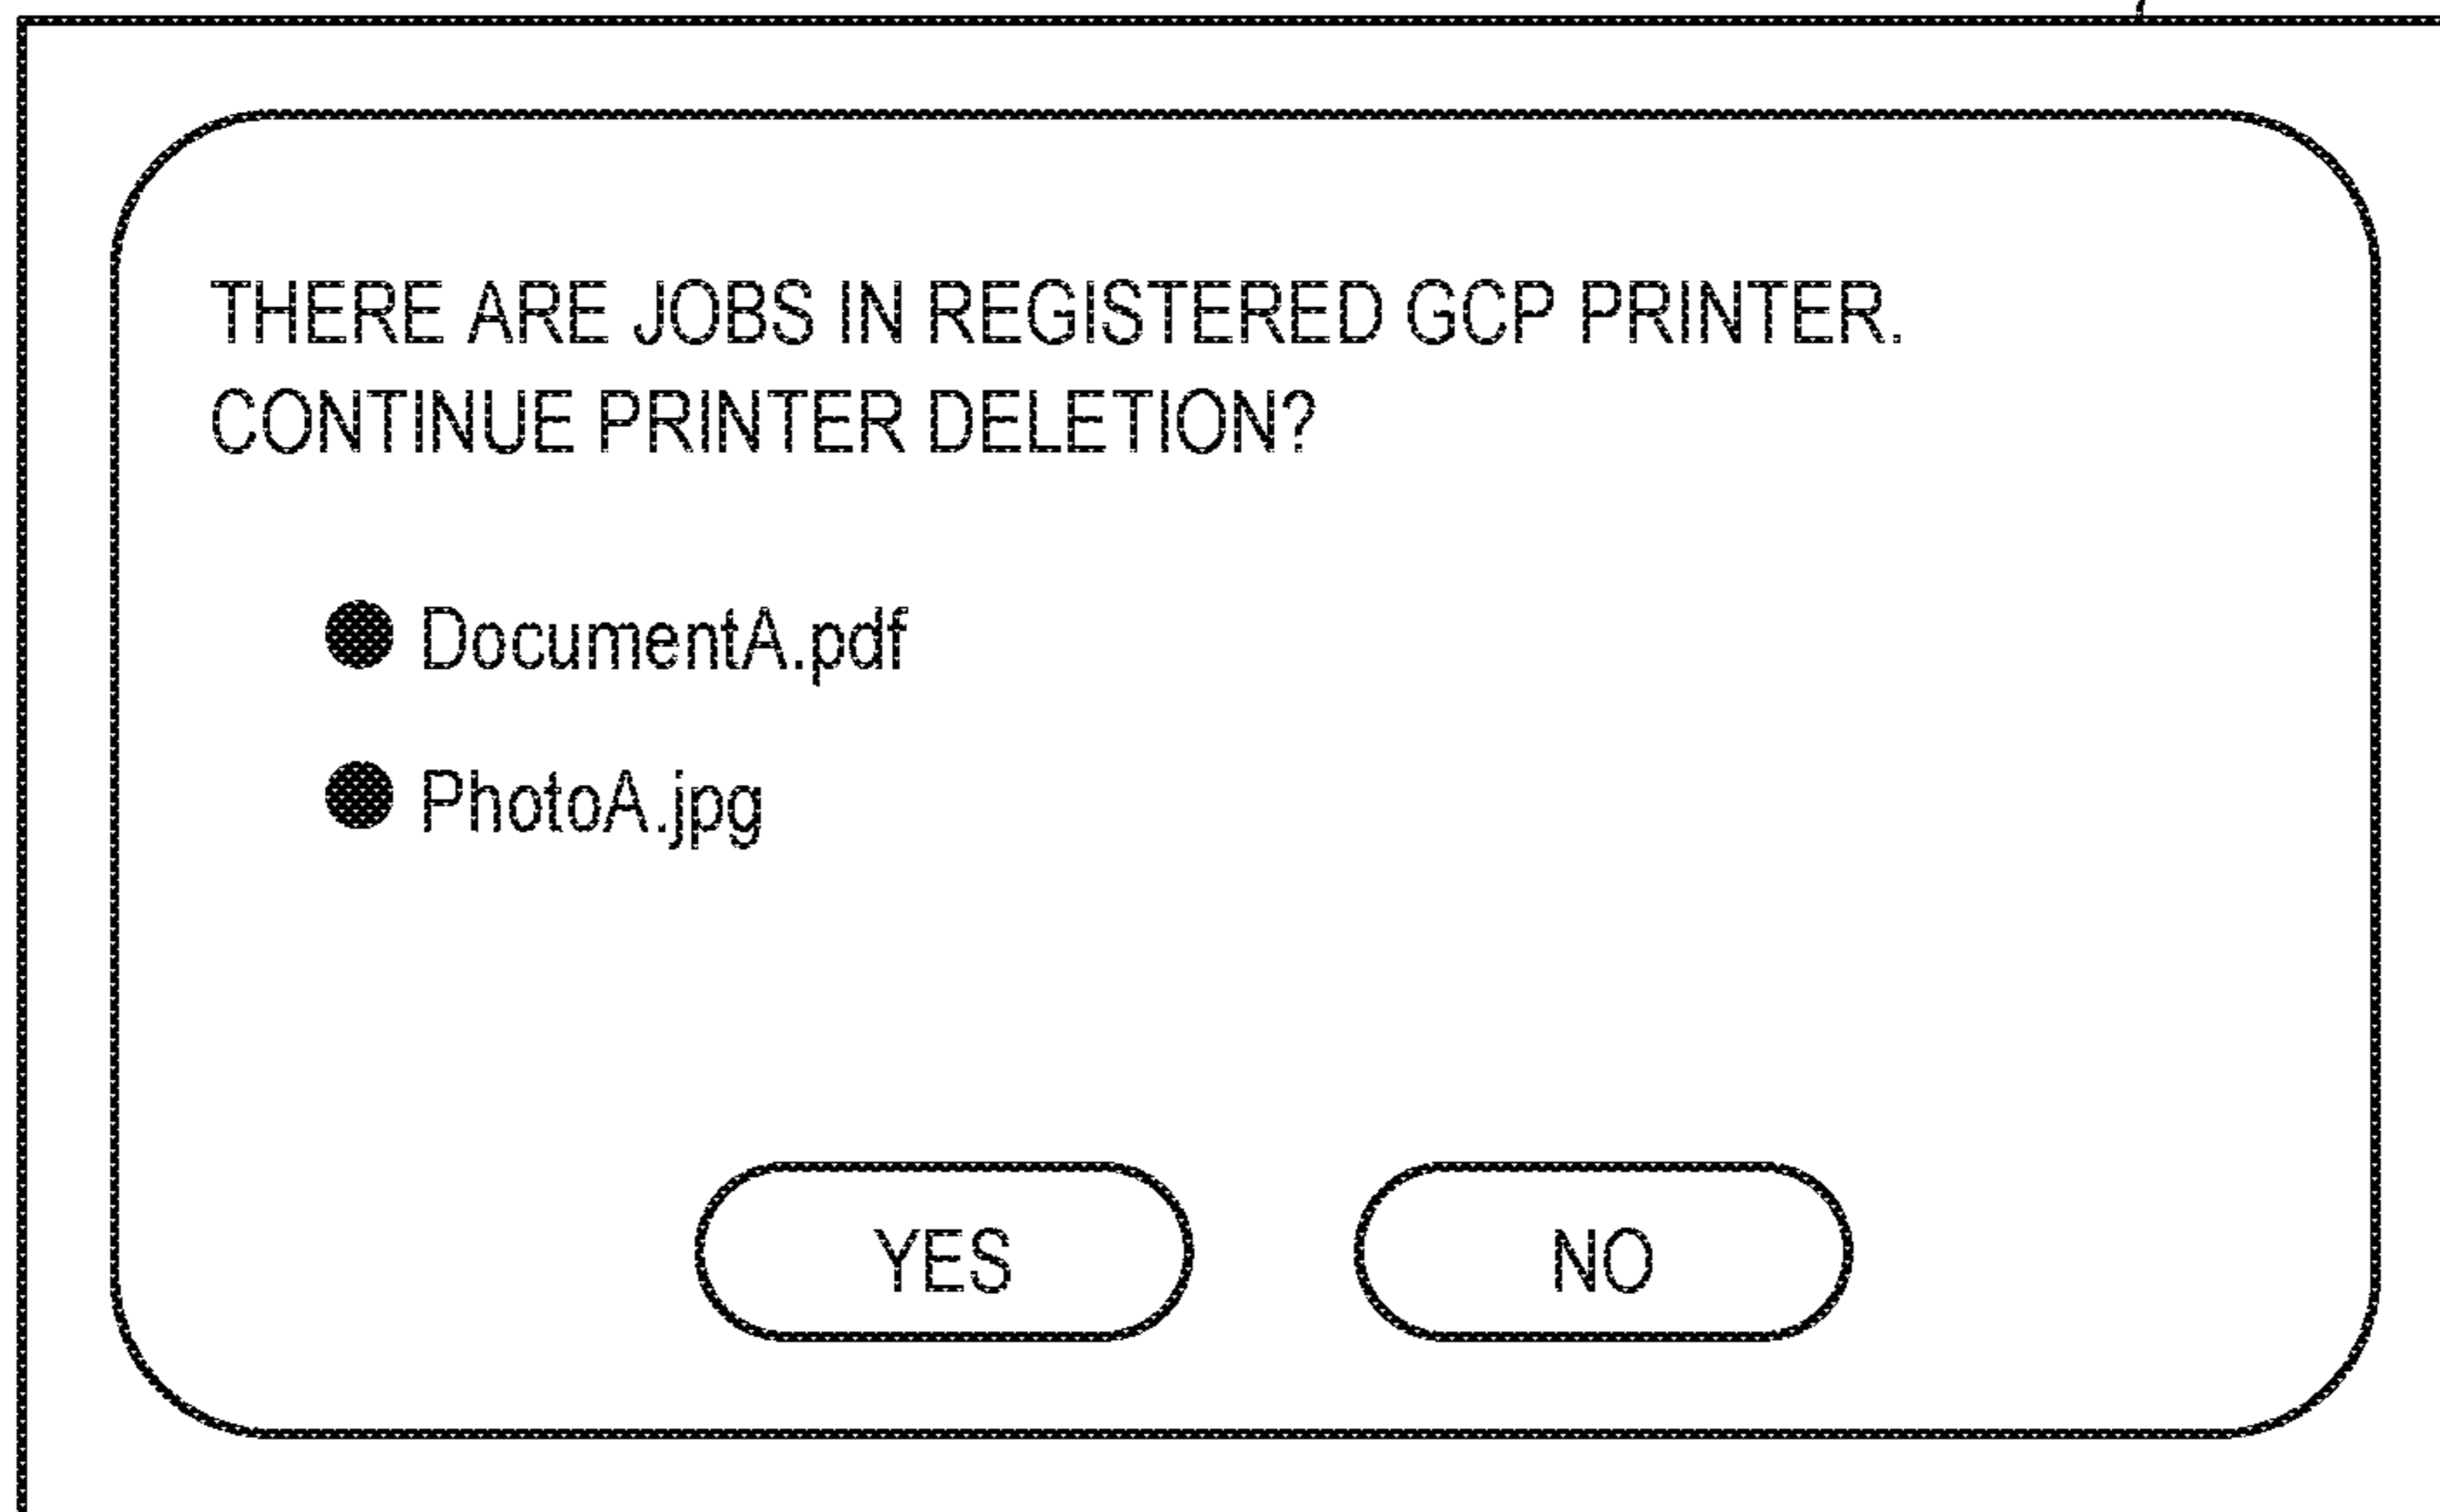 THERE ARE JOBS IN REGISTERED GCP PRINTER.
CONTINUE PRINTER DELETION?
● DocumentA.pdf
● PhotoA.jpg
YES NO